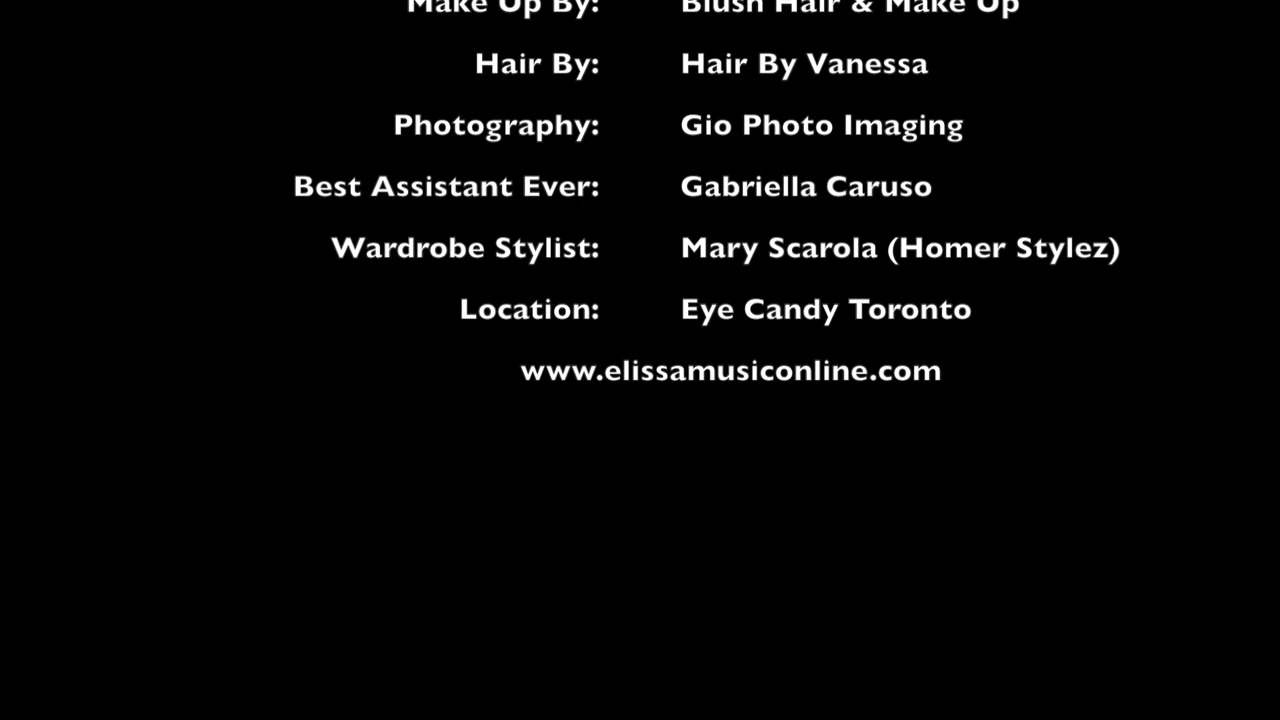 Make Up By: Blush Hair & Make Up
Hair By: Hair By Vanessa
Photography: Gio Photo Imaging
Best Assistant Ever: Gabriella Caruso
Wardrobe Stylist: Mary Scarola (Homer Stylez)
Location: Eye Candy Toronto
www.elissamusiconline.com